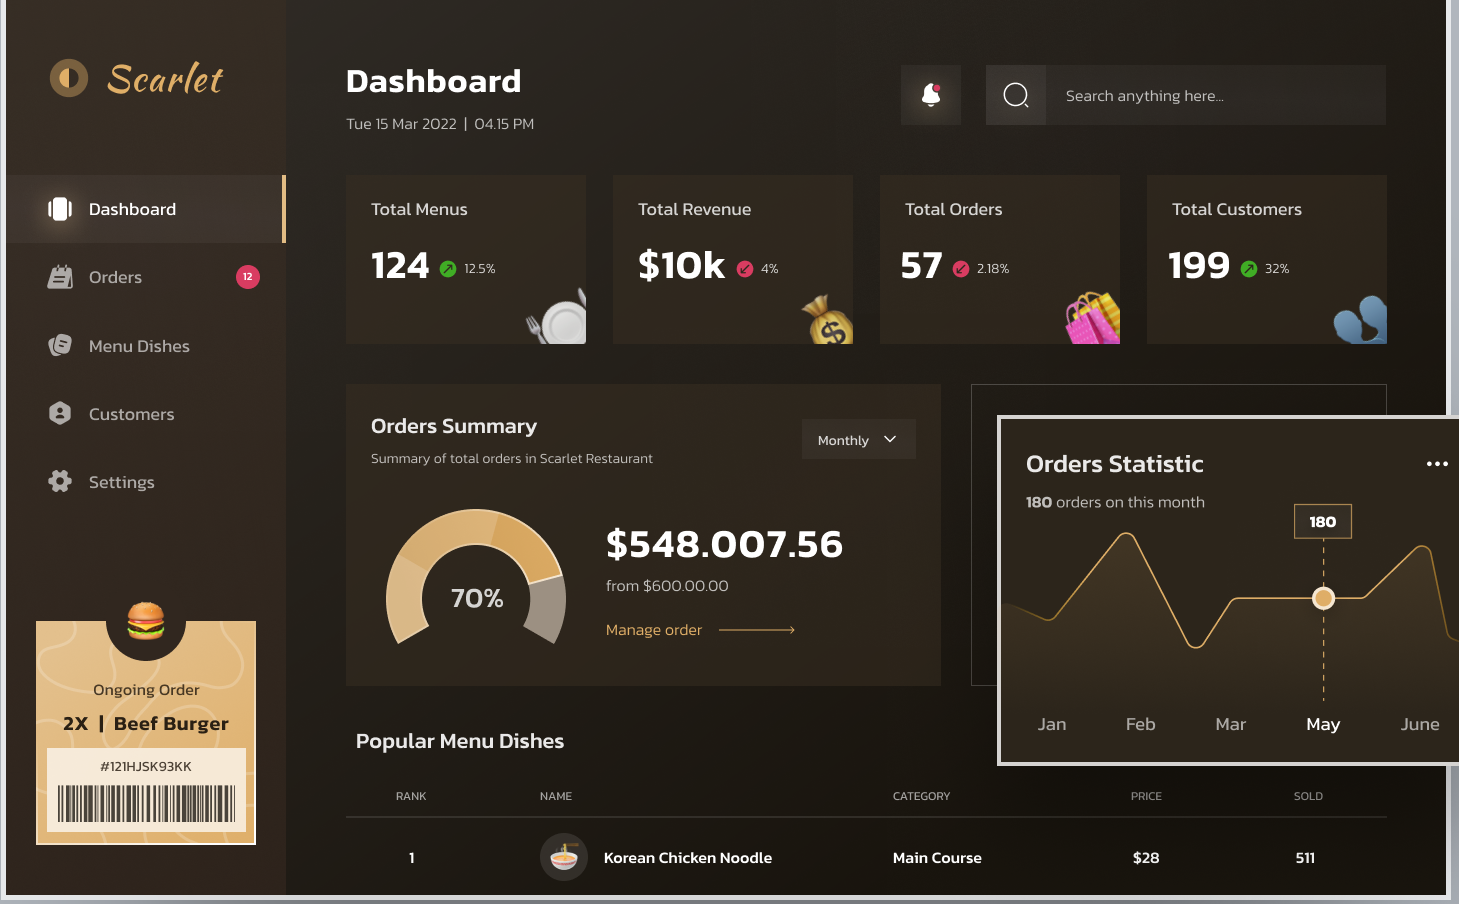 Scarlet
Dashboard
Orders
12
Menu Dishes
Customers
Settings
Ongoing Order
2X | Beef Burger
#121HJSK93KK
Dashboard
Tue 15 Mar 2022 | 04.15 PM
Search anything here...
Total Menus
124 12.5%
Total Revenue
$10k 4%
Total Orders
57 2.18%
Total Customers
199 32%
Orders Summary
Summary of total orders in Scarlet Restaurant
Monthly
70%
$548.007.56
from $600.00.00
Manage order
Orders Statistic
180 orders on this month
180
Jan Feb Mar May June
Popular Menu Dishes
RANK NAME CATEGORY PRICE SOLD
1 Korean Chicken Noodle Main Course $28 511